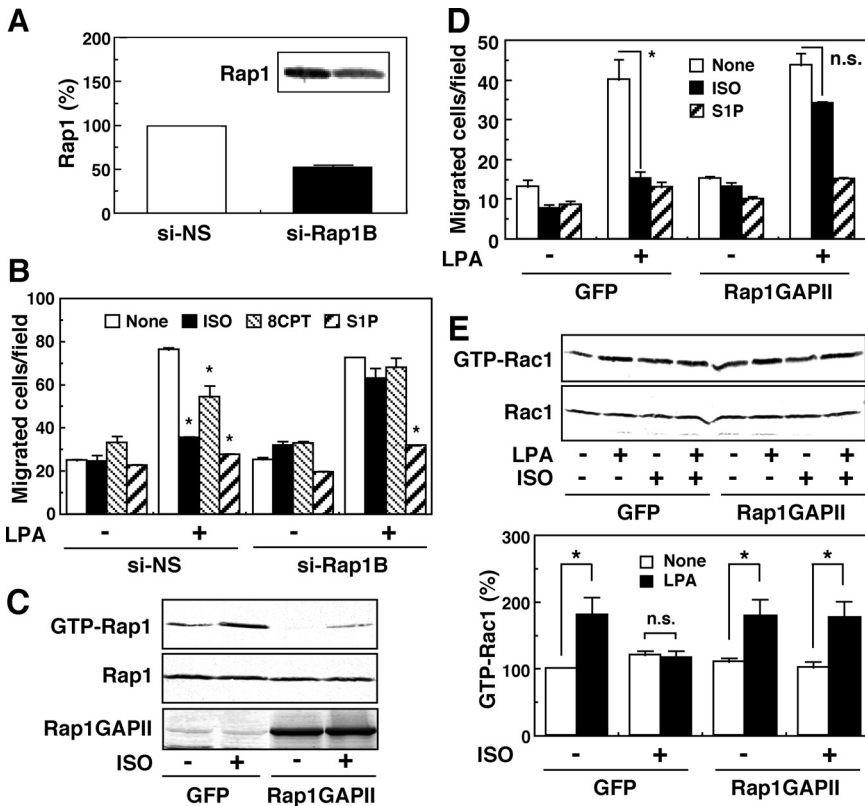 A
200
150
100
50
0
Rap1 (%)
Rap1
si-NS
si-Rap1B
B
100
80
60
40
20
0
Migrated cells/field
None
ISO
8CPT
S1P
*
*
*
*
LPA
-
+
-
+
si-NS
si-Rap1B
C
GTP-Rap1
Rap1
Rap1GAPII
ISO
-
+
-
+
GFP
Rap1GAPII
D
50
40
30
20
10
0
Migrated cells/field
None
ISO
S1P
*
n.s.
LPA
-
+
-
+
GFP
Rap1GAPII
E
GTP-Rac1
Rac1
LPA - + - + - + - +
ISO - - + + - - + +
GFP
Rap1GAPII
300
200
100
0
GTP-Rac1 (%)
None
LPA
*
n.s.
*
*
ISO
-
+
-
+
GFP
Rap1GAPII